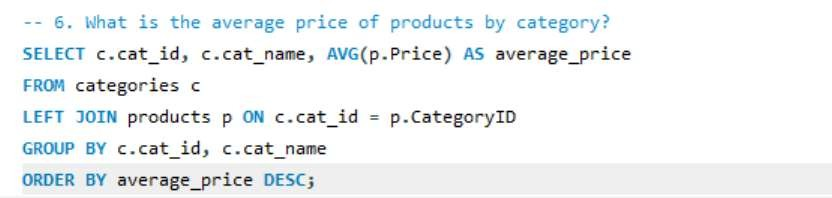 -- 6. What is the average price of products by category?
SELECT c.cat_id, c.cat_name, AVG(p.Price) AS average_price
FROM categories c
LEFT JOIN products p ON c.cat_id = p.CategoryID
GROUP BY c.cat_id, c.cat_name
ORDER BY average_price DESC;